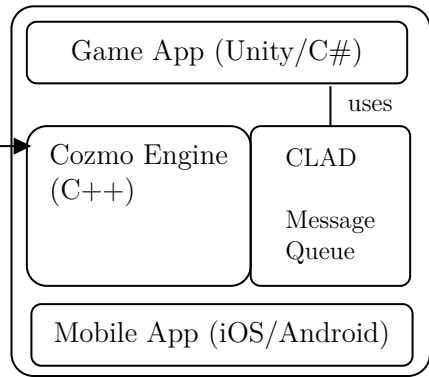 Game App (Unity/C#)
uses
Cozmo Engine
(C++)
CLAD
Message
Queue
Mobile App (iOS/Android)